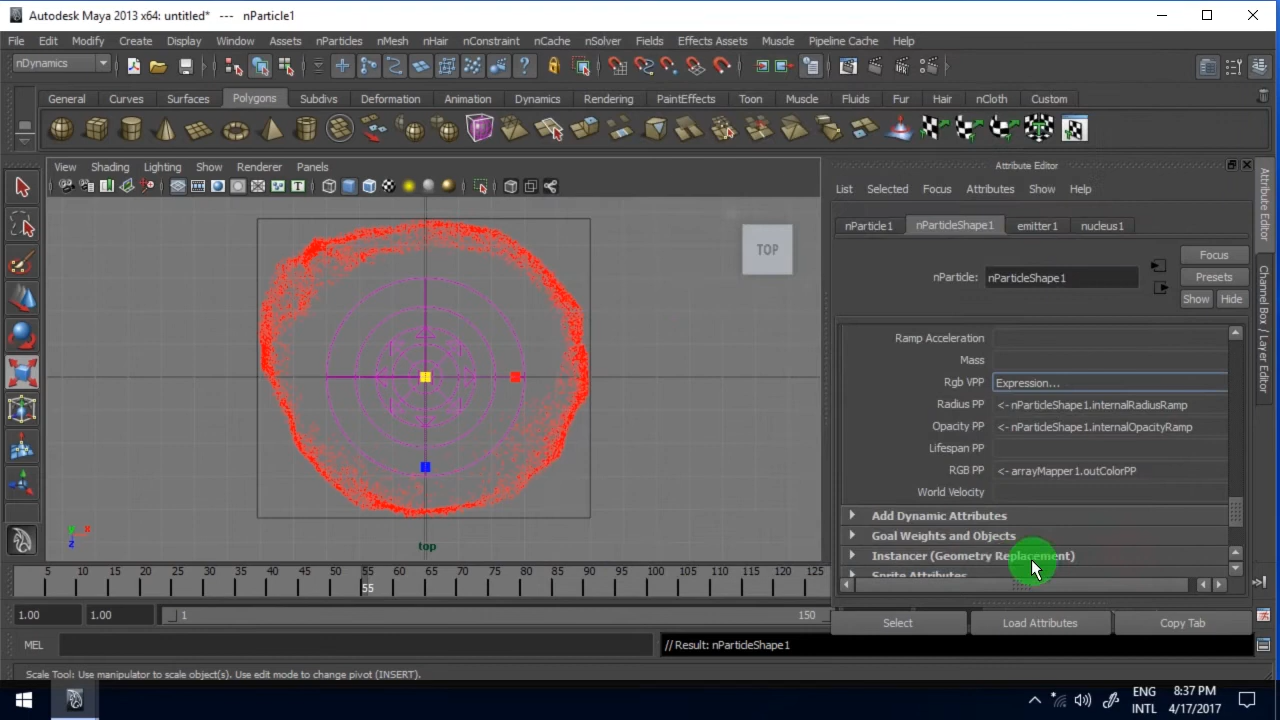 Autodesk Maya 2013 x64: untitled*   ---   nParticle1
File Edit Modify Create Display Window Assets nParticles nMesh nHair nConstraint nCache nSolver Fields Effects Assets Muscle Pipeline Cache Help
nDynamics
General Curves Surfaces Polygons Subdivs Deformation Animation Dynamics Rendering PaintEffects Toon Muscle Fluids Fur Hair nCloth Custom
View Shading Lighting Show Renderer Panels
Attribute Editor
List Selected Focus Attributes Show Help
nParticle1 nParticleShape1 emitter1 nucleus1
Focus
nParticle: nParticleShape1
Presets
Show Hide
TOP
Ramp Acceleration
Mass
Rgb VPP Expression...
Radius PP <- nParticleShape1.internalRadiusRamp
Opacity PP <- nParticleShape1.internalOpacityRamp
Lifespan PP
RGB PP <- arrayMapper1.outColorPP
World Velocity
Add Dynamic Attributes
Goal Weights and Objects
Instancer (Geometry Replacement)
Sprite Attributes
Select Load Attributes Copy Tab
Attribute Editor
Channel Box / Layer Editor
y x
z
top
5 10 15 20 25 30 35 40 45 50 55 60 65 70 75 80 85 90 95 100 105 110 115 120 125
55
1.00 1.00 1 150
MEL // Result: nParticleShape1
Scale Tool: Use manipulator to scale object(s). Use edit mode to change pivot (INSERT).
ENG
INTL
8:37 PM
4/17/2017